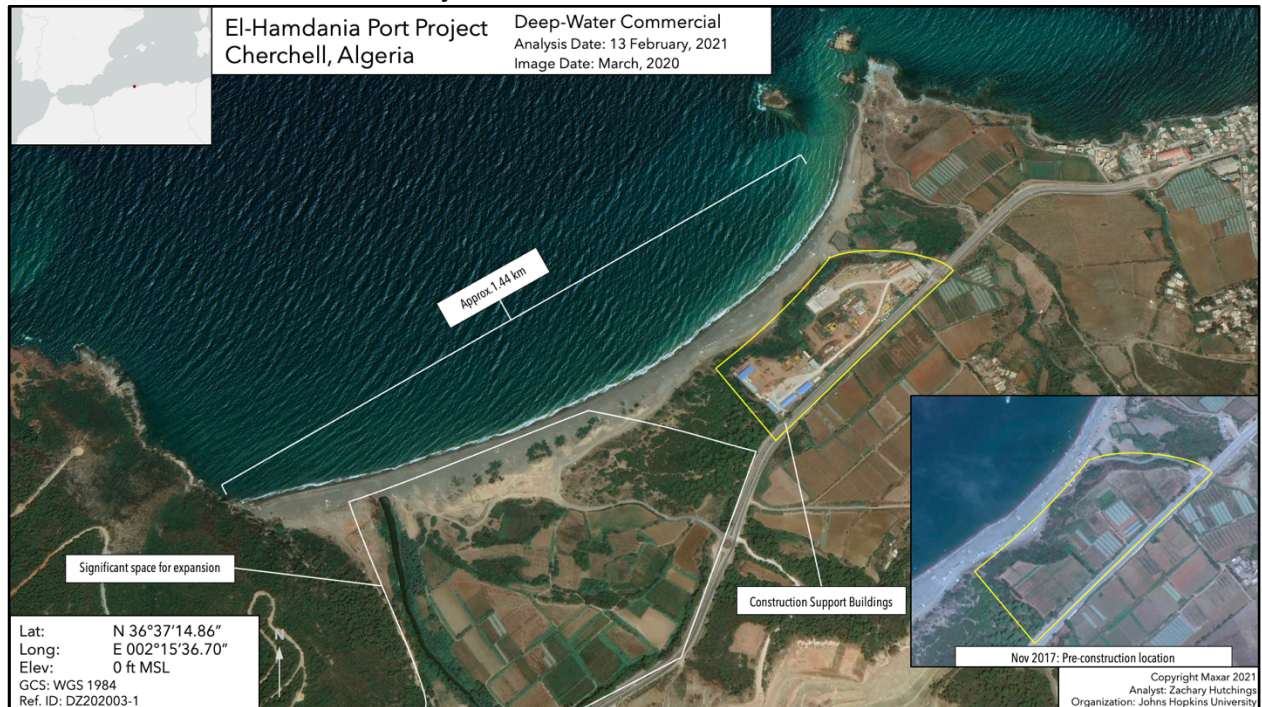 El-Hamdania Port Project
Cherchell, Algeria
Deep-Water Commercial
Analysis Date: 13 February, 2021
Image Date: March, 2020
Approx.1.44 km
Significant space for expansion
Construction Support Buildings
Lat: N 36°37'14.86"
Long: E 002°15'36.70"
Elev: 0 ft MSL
GCS: WGS 1984
Ref. ID: DZ202003-1
N
Nov 2017: Pre-construction location
Copyright Maxar 2021
Analyst: Zachary Hutchings
Organization: Johns Hopkins University